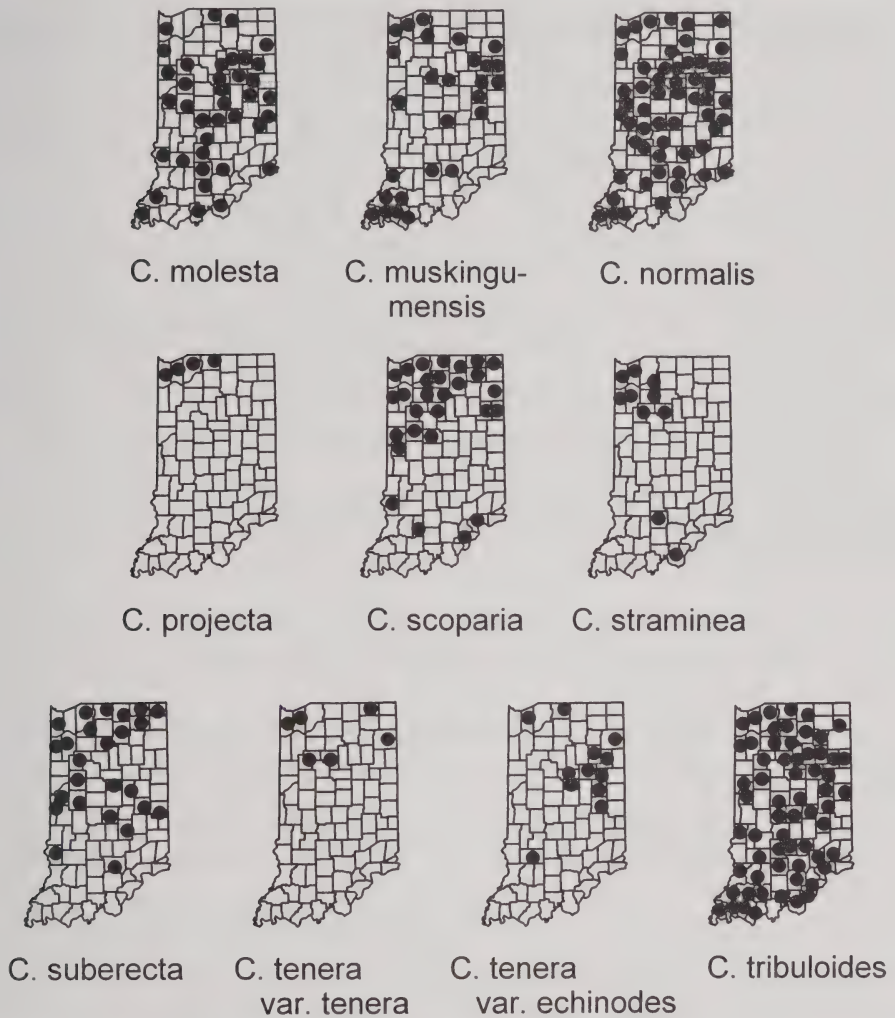 C. molesta
C. muskingu-
mensis
C. normalis
C. projecta
C. scoparia
C. straminea
C. suberecta
C. tenera
var. tenera
C. tenera
var. echinodes
C. tribuloides